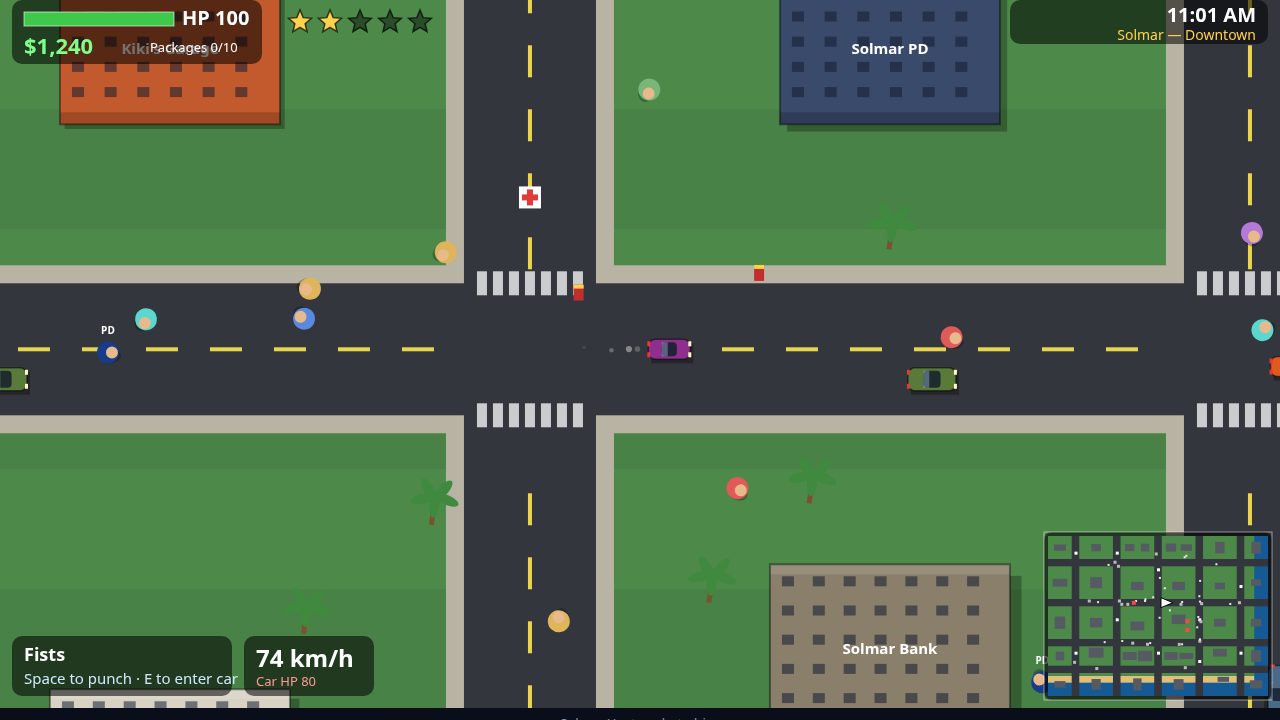 HP 100
$1,240
Packages 0/10
Solmar PD
11:01 AM
Solmar — Downtown
PD
Solmar Bank
PD
Fists
Space to punch · E to enter car
74 km/h
Car HP 80